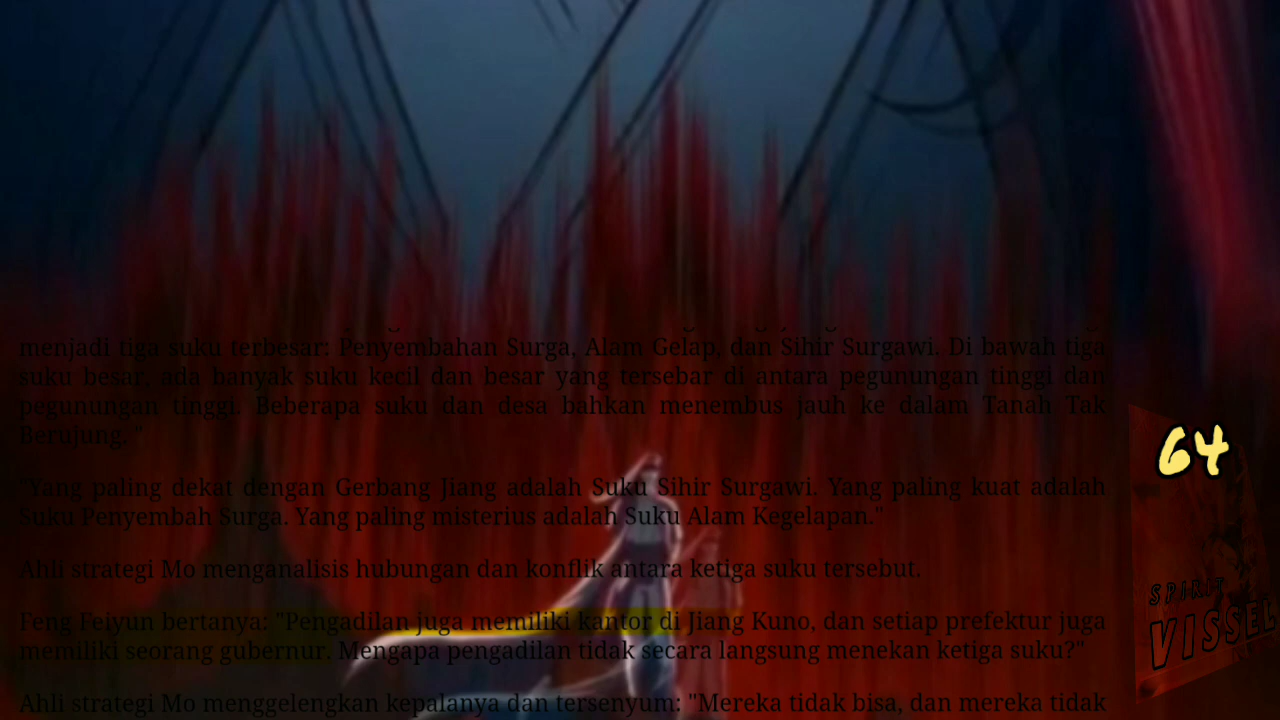 menjadi tiga suku terbesar: Penyembahan Surga, Alam Gelap, dan Sihir Surgawi. Di bawah tiga
suku besar, ada banyak suku kecil dan besar yang tersebar di antara pegunungan tinggi dan
pegunungan tinggi. Beberapa suku dan desa bahkan menembus jauh ke dalam Tanah Tak
Berujung. "
"Yang paling dekat dengan Gerbang Jiang adalah Suku Sihir Surgawi. Yang paling kuat adalah
Suku Penyembah Surga. Yang paling misterius adalah Suku Alam Kegelapan."
Ahli strategi Mo menganalisis hubungan dan konflik antara ketiga suku tersebut.
Feng Feiyun bertanya: "Pengadilan juga memiliki kantor di Jiang Kuno, dan setiap prefektur juga
memiliki seorang gubernur. Mengapa pengadilan tidak secara langsung menekan ketiga suku?"
Ahli strategi Mo menggelengkan kepalanya dan tersenyum: "Mereka tidak bisa, dan mereka tidak
64
SPIRIT
VISSEL